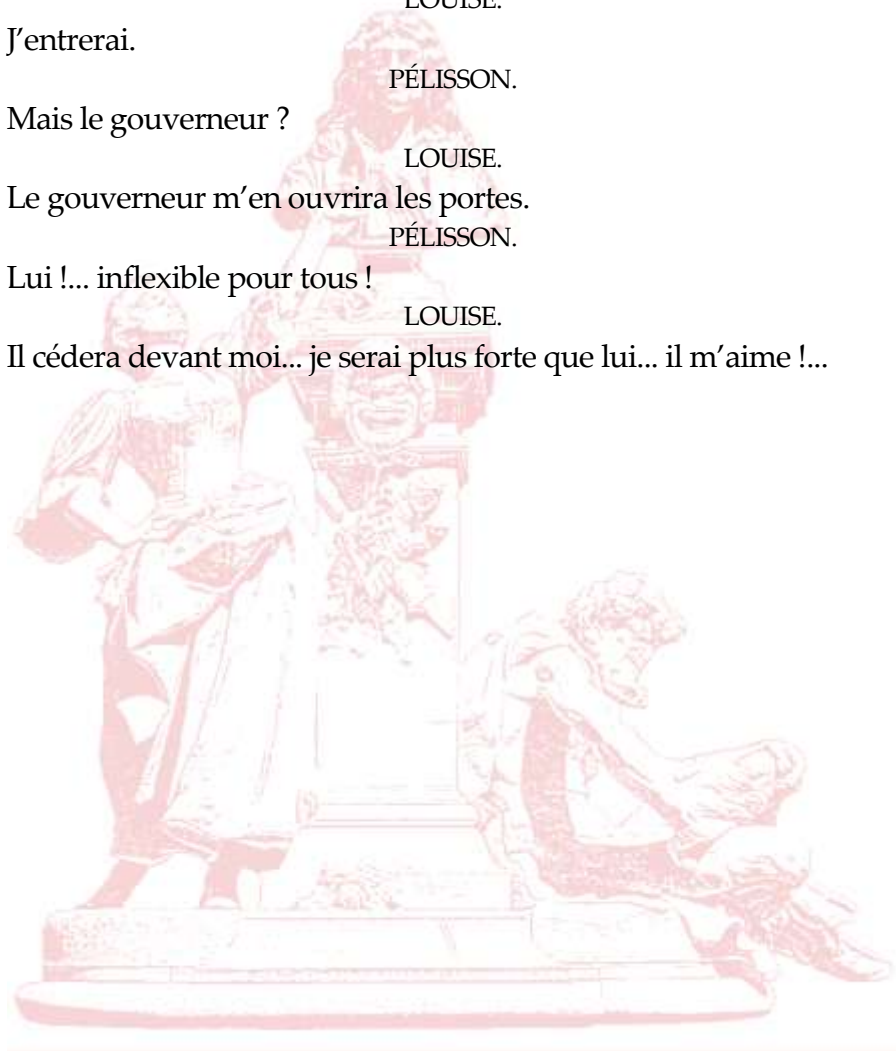 LOUISE.
J’entrerai.
PÉLISSON.
Mais le gouverneur ?
LOUISE.
Le gouverneur m’en ouvrira les portes.
PÉLISSON.
Lui !... inflexible pour tous !
LOUISE.
Il cédera devant moi... je serai plus forte que lui... il m’aime !...